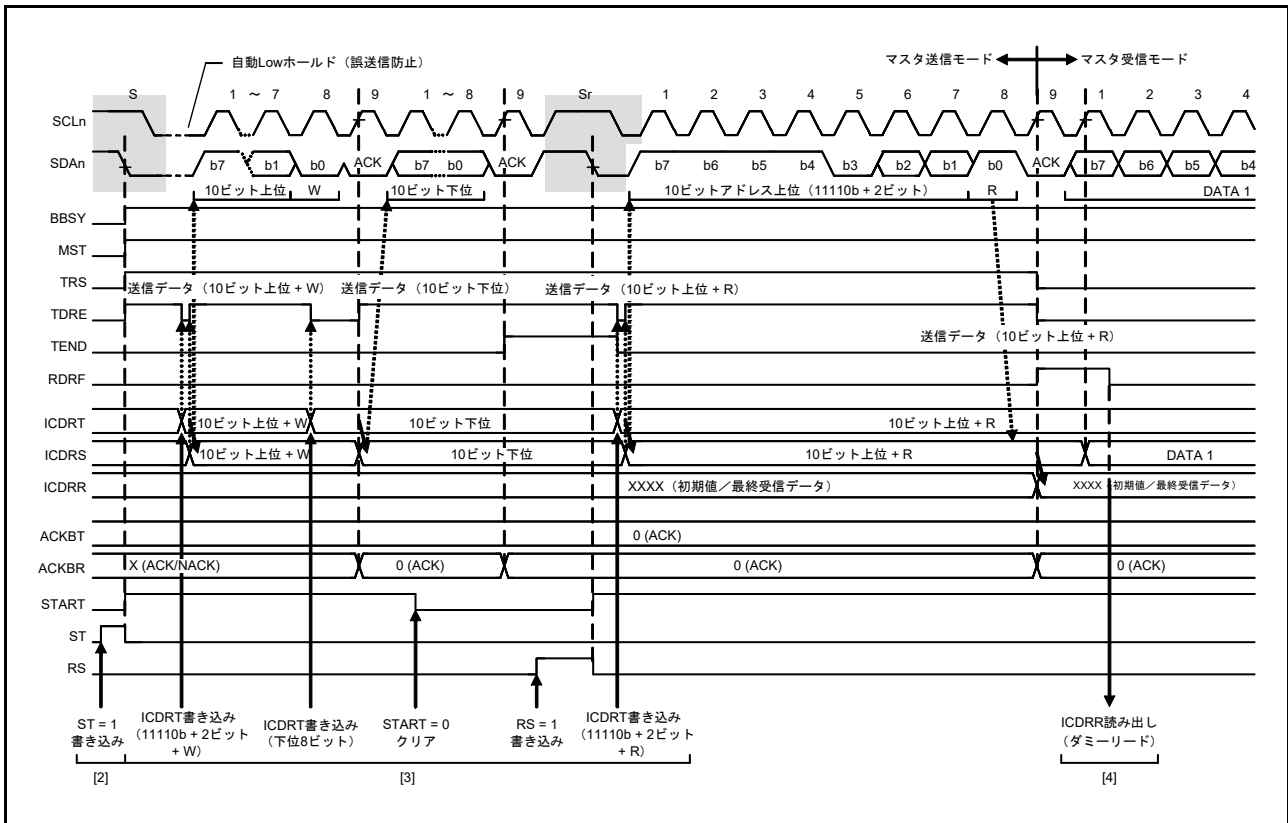 自動Lowホールド（誤送信防止）
マスタ送信モード マスタ受信モード
S 1 ～ 7 8 9 1 ～ 8 9 Sr 1 2 3 4 5 6 7 8 9 1 2 3 4
SCLn
SDAn b7 b1 b0 ACK b7 b0 ACK b7 b6 b5 b4 b3 b2 b1 b0 ACK b7 b6 b5 b4
10ビット上位 W 10ビット下位 10ビットアドレス上位（11110b + 2ビット） R DATA 1
BBSY
MST
TRS
送信データ（10ビット上位 + W） 送信データ（10ビット下位） 送信データ（10ビット上位 + R）
TDRE
送信データ（10ビット上位 + R）
TEND
RDRF
ICDRT 10ビット上位 + W 10ビット下位 10ビット上位 + R
ICDRS 10ビット上位 + W 10ビット下位 10ビット上位 + R DATA 1
ICDRR XXXX（初期値／最終受信データ） XXXX（初期値／最終受信データ）
ACKBT 0 (ACK)
ACKBR X (ACK/NACK) 0 (ACK) 0 (ACK) 0 (ACK)
START
ST
RS
ST = 1
書き込み
ICDRT書き込み
(11110b + 2ビット
+ W)
ICDRT書き込み
(下位8ビット)
START = 0
クリア
RS = 1
書き込み
ICDRT書き込み
(11110b + 2ビット
+ R)
ICDRR読み出し
(ダミーリード)
[2] [3] [4]